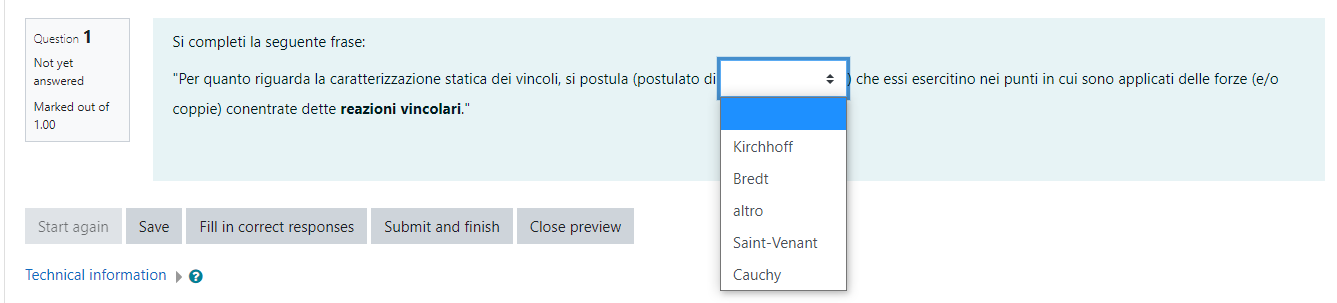 Question 1
Not yet
answered
Marked out of
1.00
Si completi la seguente frase:
"Per quanto riguarda la caratterizzazione statica dei vincoli, si postula (postulato di ) che essi esercitino nei punti in cui sono applicati delle forze (e/o
coppie) conentrate dette reazioni vincolari."
Kirchhoff
Bredt
altro
Saint-Venant
Cauchy
Start again Save Fill in correct responses Submit and finish Close preview
Technical information